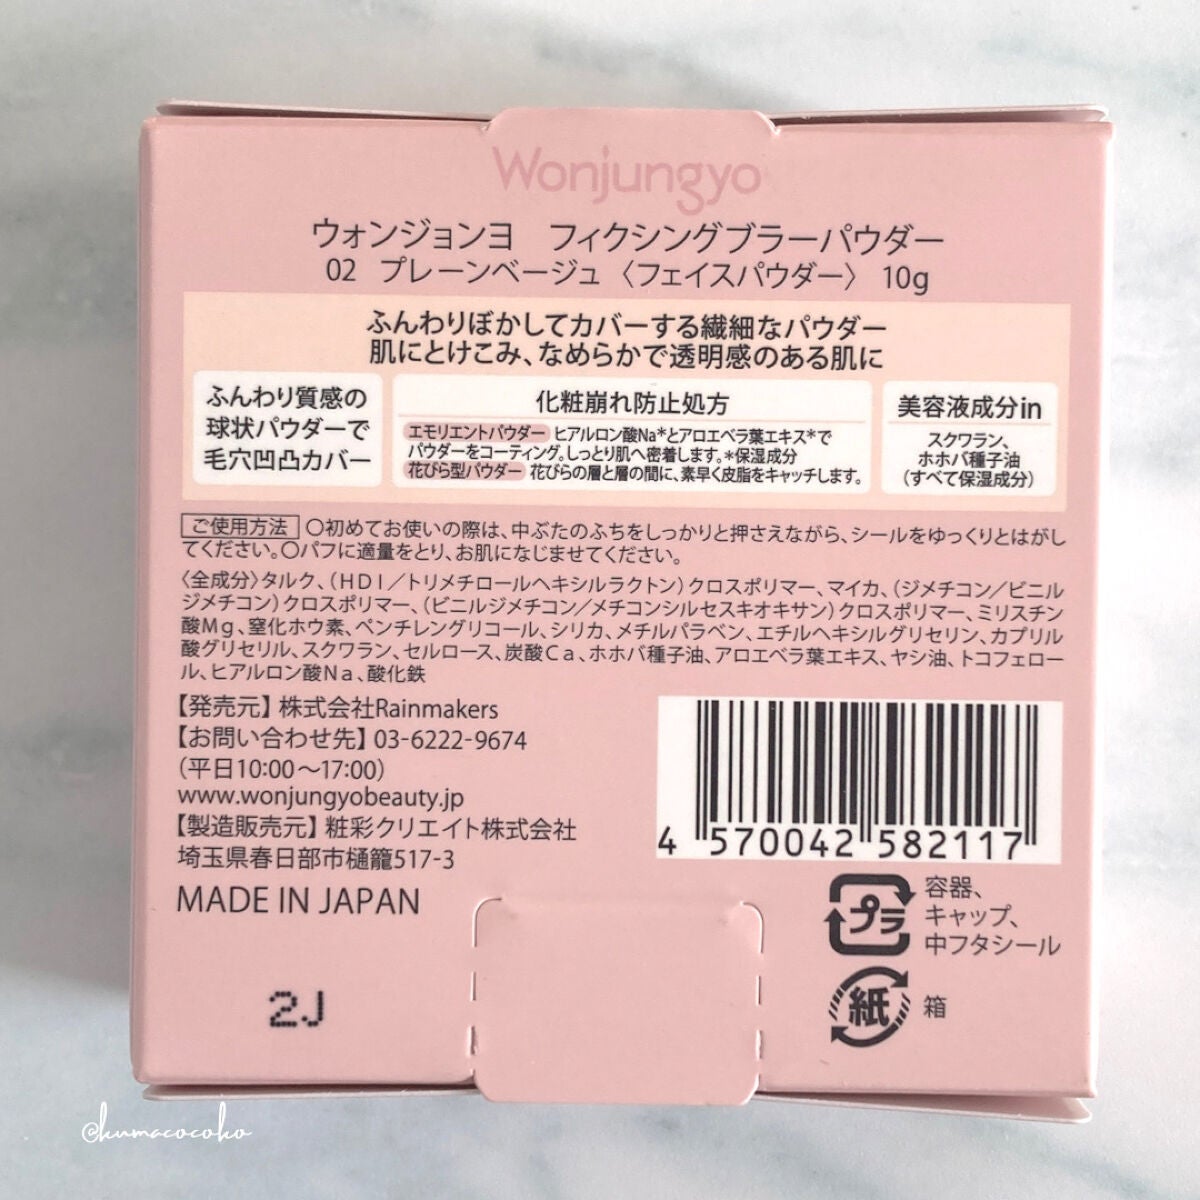 Wonjungyo
ウォンジョンヨ　フィクシングブラーパウダー
02 プレーンベージュ〈フェイスパウダー〉10g
ふんわりぼかしてカバーする繊細なパウダー
肌にとけこみ、なめらかで透明感のある肌に
ふんわり質感の
球状パウダーで
毛穴凹凸カバー
化粧崩れ防止処方
エモリエントパウダー ヒアルロン酸Na*とアロエベラ葉エキス*で
パウダーをコーティング。しっとり肌へ密着します。*保湿成分
花びら型パウダー 花びらの層と層の間に、素早く皮脂をキャッチします。
美容液成分in
スクワラン、
ホホバ種子油
（すべて保湿成分）
ご使用方法 〇初めてお使いの際は、中ぶたのふちをしっかりと押さえながら、シールをゆっくりとはがし
てください。〇パフに適量をとり、お肌になじませてください。
〈全成分〉タルク、（ＨＤＩ／トリメチロールヘキシルラクトン）クロスポリマー、マイカ、（ジメチコン／ビニル
ジメチコン）クロスポリマー、（ビニルジメチコン／メチコンシルセスキオキサン）クロスポリマー、ミリスチン
酸Ｍｇ、窒化ホウ素、ペンチレングリコール、シリカ、メチルパラベン、エチルヘキシルグリセリン、カプリル
酸グリセリル、スクワラン、セルロース、炭酸Ｃａ、ホホバ種子油、アロエベラ葉エキス、ヤシ油、トコフェロー
ル、ヒアルロン酸Ｎａ、酸化鉄
【発売元】株式会社Rainmakers
【お問い合わせ先】03-6222-9674
（平日10:00～17:00）
www.wonjungyobeauty.jp
【製造販売元】粧彩クリエイト株式会社
埼玉県春日部市樋籠517-3
MADE IN JAPAN
4 570042 582117
プラ
容器、
キャップ、
中フタシール
紙
箱
2J
@kumacocoko